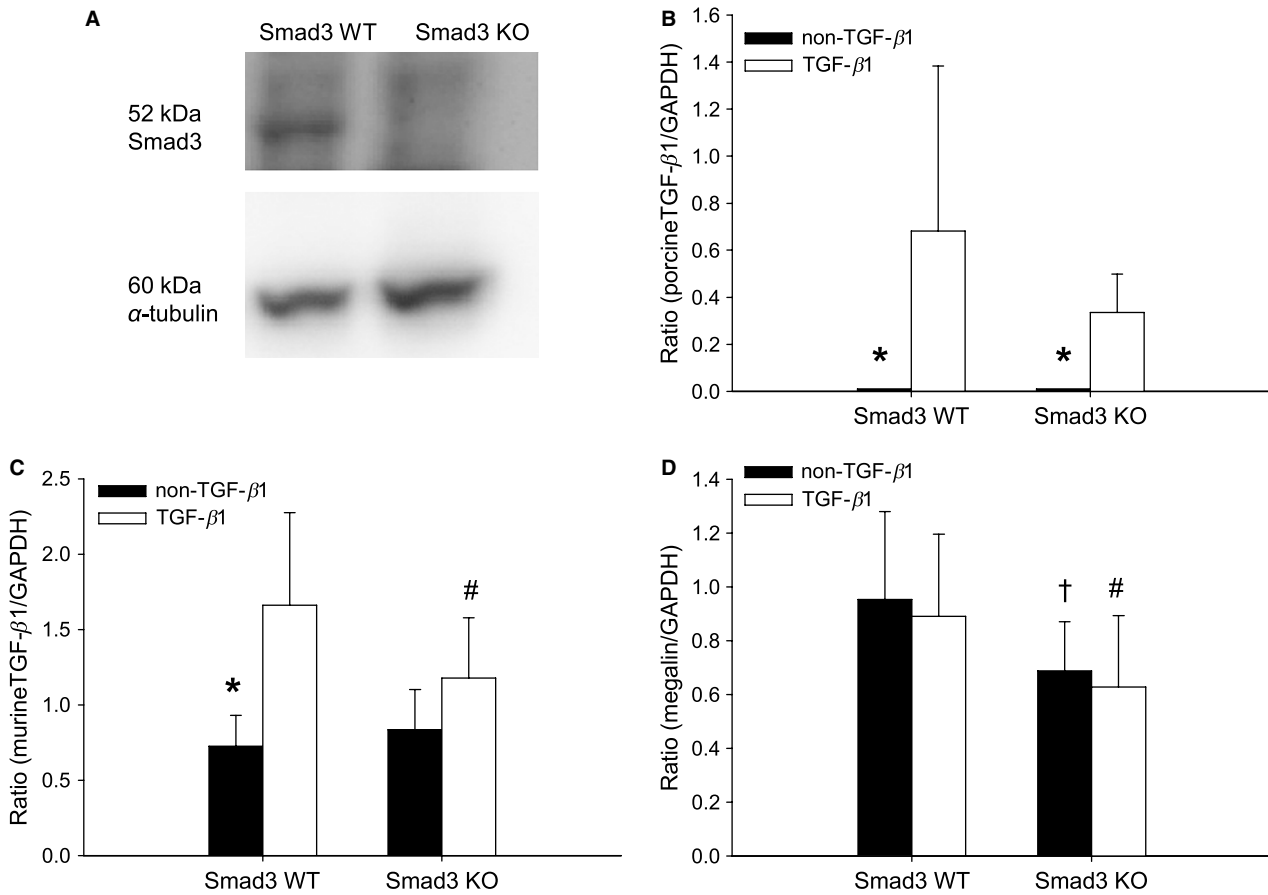 A
Smad3 WT Smad3 KO
52 kDa
Smad3
60 kDa
α-tubulin
B
non-TGF-β1
TGF-β1
Ratio (porcineTGF-β1/GAPDH)
1.6
1.4
1.2
1.0
0.8
0.6
0.4
0.2
0.0
* *
Smad3 WT Smad3 KO
C
non-TGF-β1
TGF-β1
Ratio (murineTGF-β1/GAPDH)
2.5
2.0
1.5
1.0
0.5
0.0
* #
Smad3 WT Smad3 KO
D
non-TGF-β1
TGF-β1
Ratio (megalin/GAPDH)
1.4
1.2
1.0
0.8
0.6
0.4
0.2
0.0
† #
Smad3 WT Smad3 KO